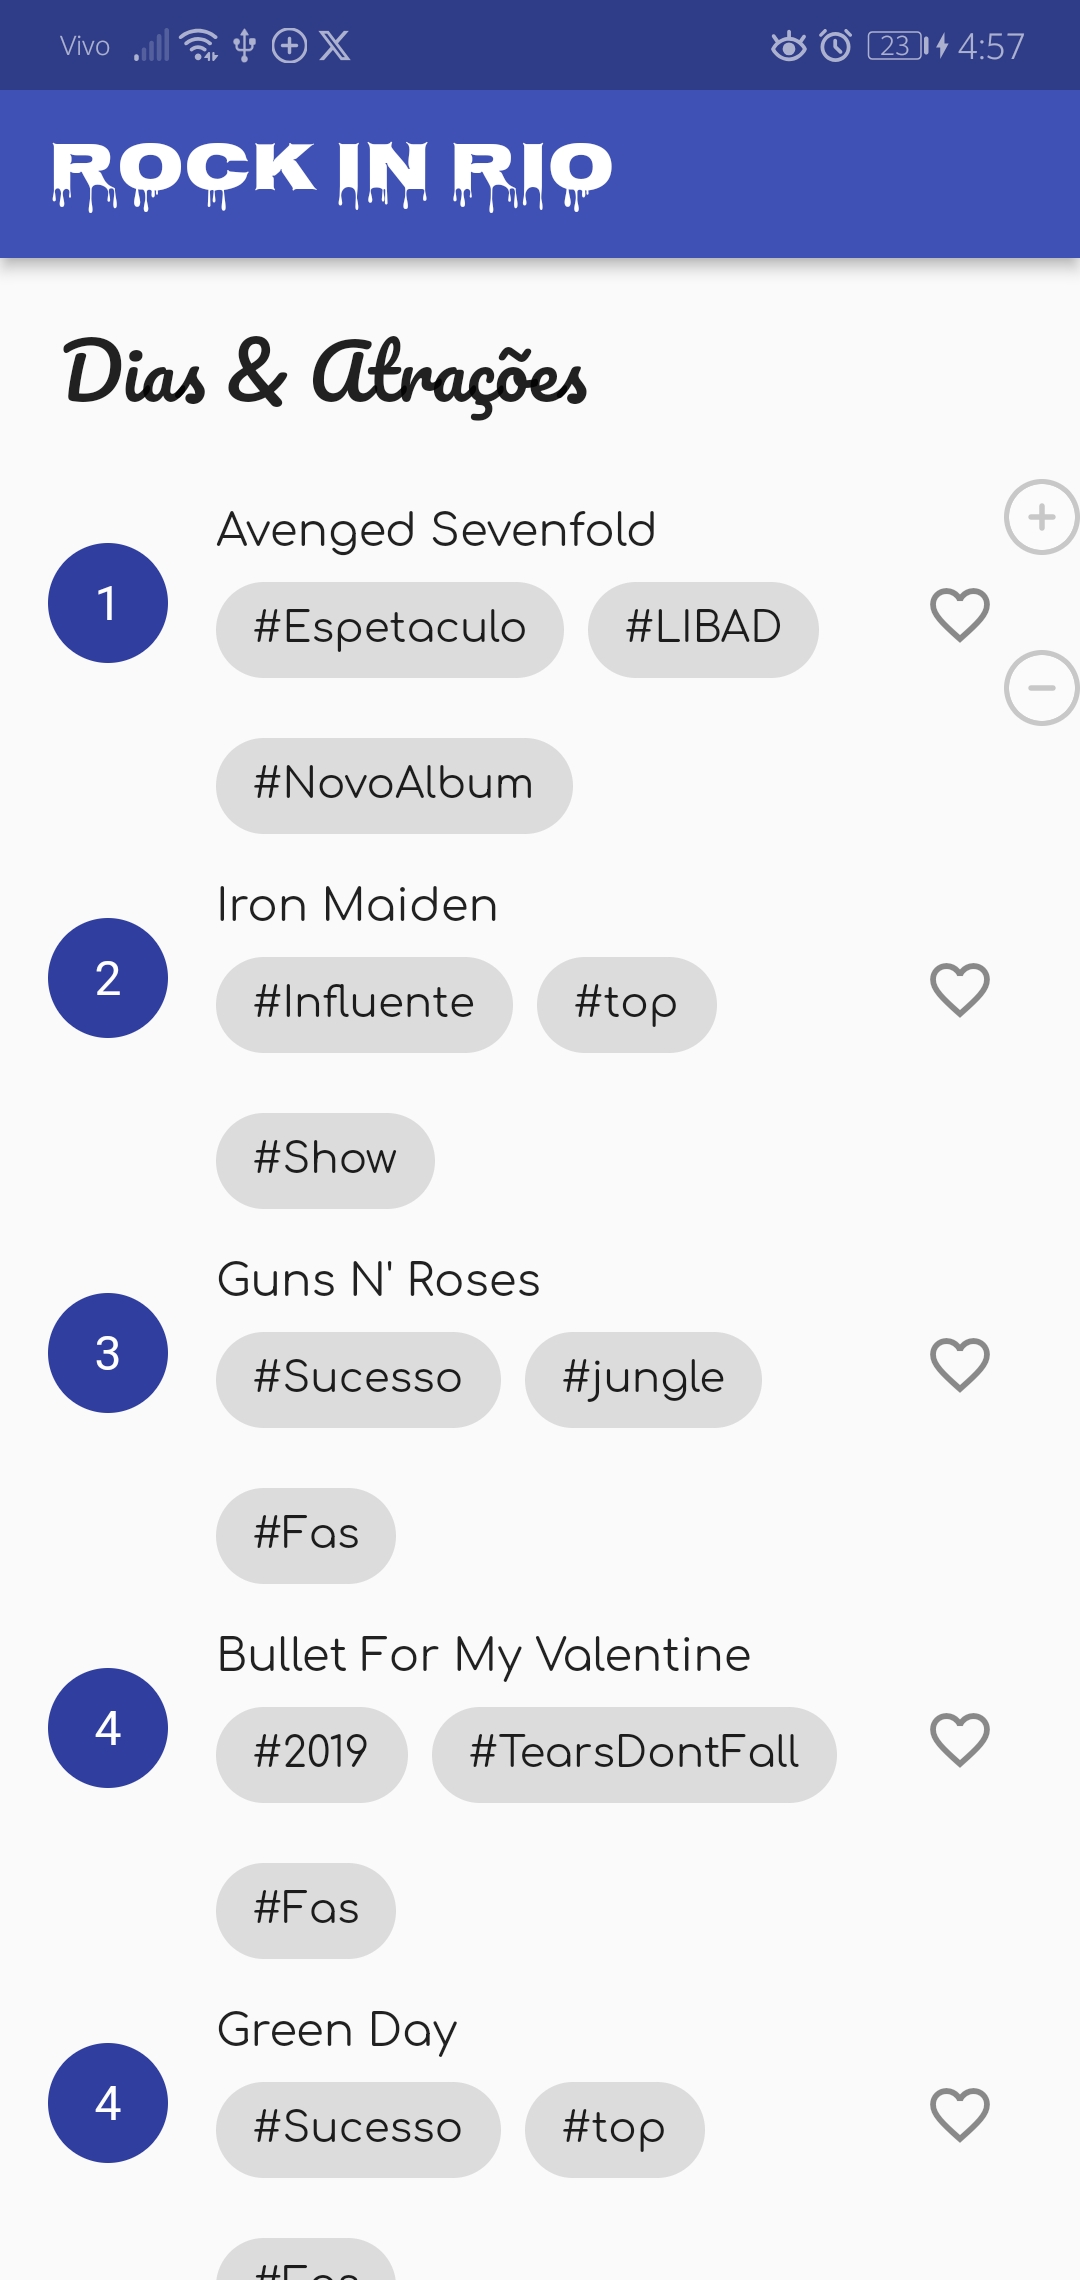 Vivo 23 4:57
ROCK IN RIO
Dias & Atrações
Avenged Sevenfold
1
#Espetaculo #LIBAD
#NovoAlbum
Iron Maiden
2
#Influente #top
#Show
Guns N' Roses
3
#Sucesso #jungle
#Fas
Bullet For My Valentine
4
#2019 #TearsDontFall
#Fas
Green Day
4
#Sucesso #top